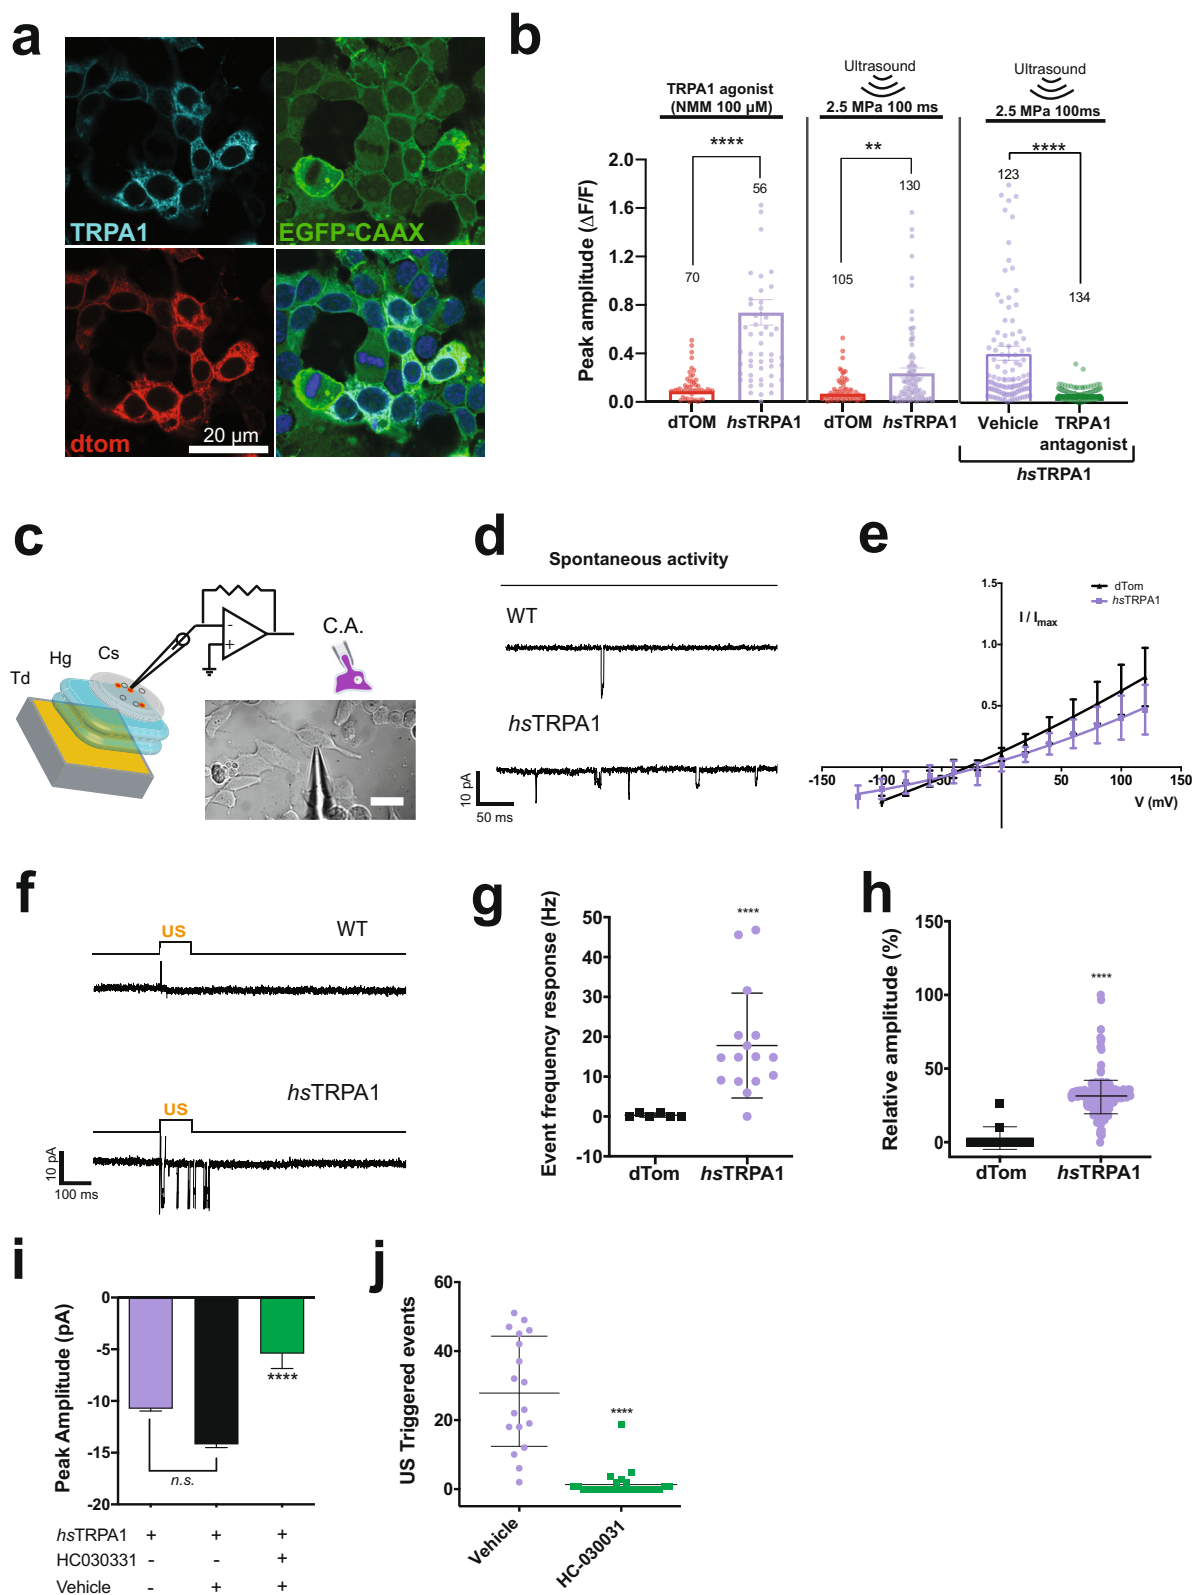 a
TRPA1
EGFP-CAAX
dtom
20 µm
b
TRPA1 agonist
(NMM 100 µM)
Ultrasound
2.5 MPa 100 ms
Ultrasound
2.5 MPa 100ms
****
**
****
70
56
105
130
123
134
Peak amplitude (ΔF/F)
2.0
1.6
1.2
0.8
0.4
0.0
dTOM
hsTRPA1
dTOM
hsTRPA1
Vehicle
TRPA1
antagonist
hsTRPA1
c
Td
Hg
Cs
-
+
C.A.
d
Spontaneous activity
WT
hsTRPA1
10 pA
50 ms
e
1.5
1.0
0.5
I / Imax
dTom
hsTRPA1
-150
-100
-50
50
100
150
V (mV)
f
US
WT
hsTRPA1
US
10 pA
100 ms
g
Event frequency response (Hz)
50
40
30
20
10
0
-10
****
dTom
hsTRPA1
h
Relative amplitude (%)
150
100
50
0
****
dTom
hsTRPA1
i
Peak Amplitude (pA)
0
-5
-10
-15
-20
n.s.
****
hsTRPA1 + + +
HC030331 - - +
Vehicle - + +
j
US Triggered events
60
40
20
0
****
Vehicle
HC-030031